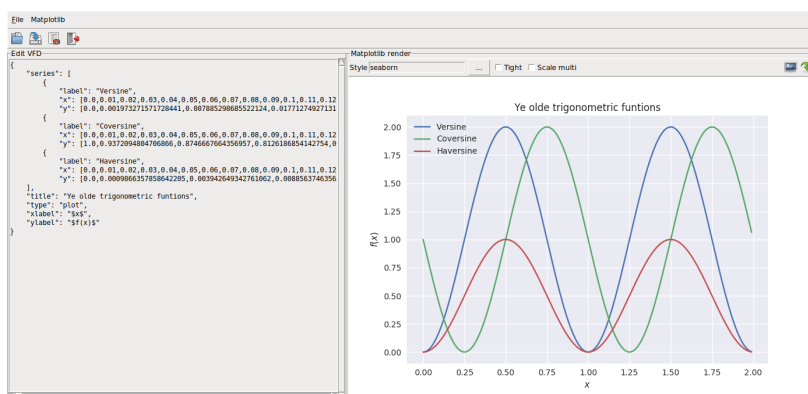 File Matplotlib
Edit VFD
{
"series": [
{
"label": "Versine",
"x": [0.0,0.01,0.02,0.03,0.04,0.05,0.06,0.07,0.08,0.09,0.1,0.11,0.12
"y": [0.0,0.001973271571728441,0.007885298685522124,0.01771274927131
{
"label": "Coversine",
"x": [0.0,0.01,0.02,0.03,0.04,0.05,0.06,0.07,0.08,0.09,0.1,0.11,0.12
"y": [1.0,0.9372094804706866,0.8746667664356957,0.8126186854142754,0
{
"label": "Haversine",
"x": [0.0,0.01,0.02,0.03,0.04,0.05,0.06,0.07,0.08,0.09,0.1,0.11,0.12
"y": [0.0,0.0009866357858642205,0.003942649342761062,0.0088563746356
],
"title": "Ye olde trigonometric funtions",
"type": "plot",
"xlabel": "$x$",
"ylabel": "$f(x)$"
}
Matplotlib render
Style seaborn ... Tight Scale multi
Ye olde trigonometric funtions
Versine
Coversine
Haversine
f(x)
2.00
1.75
1.50
1.25
1.00
0.75
0.50
0.25
0.00
0.00 0.25 0.50 0.75 1.00 1.25 1.50 1.75 2.00
x